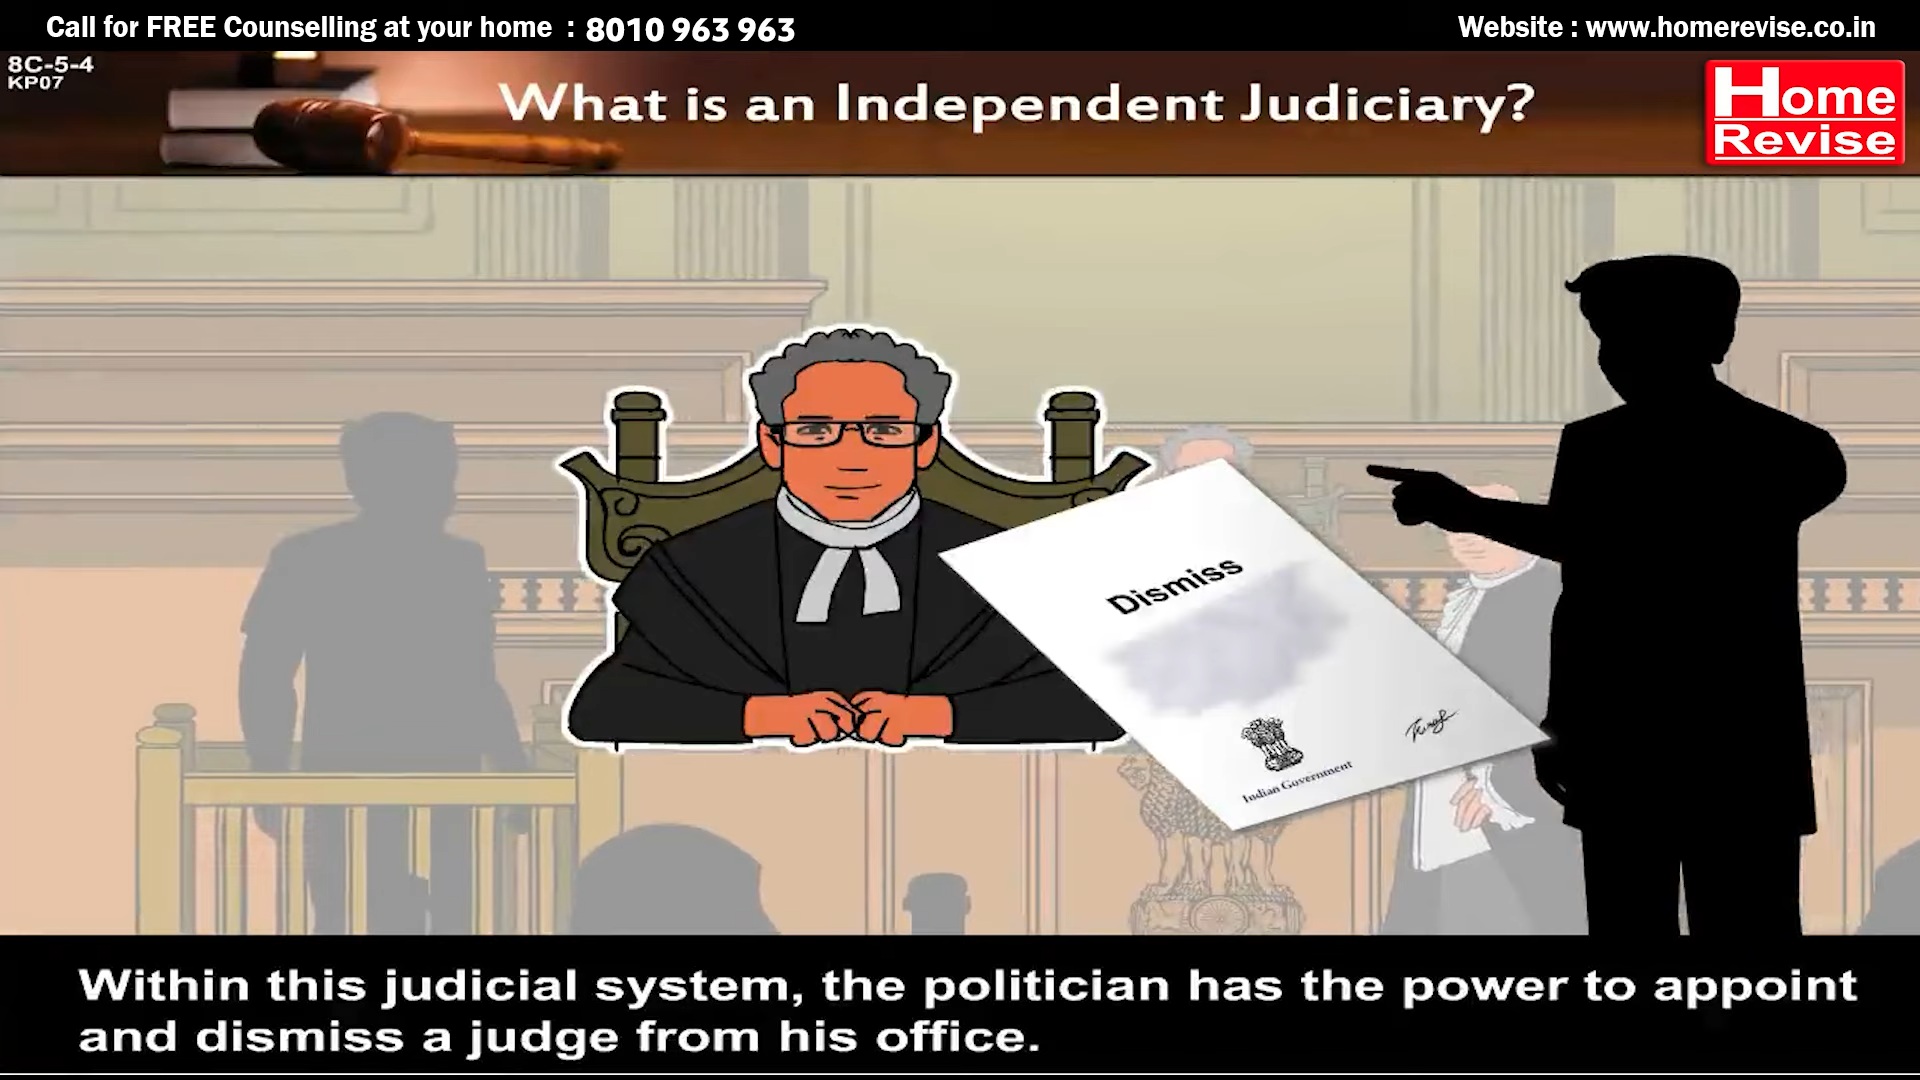 Call for FREE Counselling at your home : 8010 963 963
Website : www.homerevise.co.in
8C-5-4
KP07
What is an Independent Judiciary?
Home
Revise
Dismiss
Indian Government
Within this judicial system, the politician has the power to appoint
and dismiss a judge from his office.